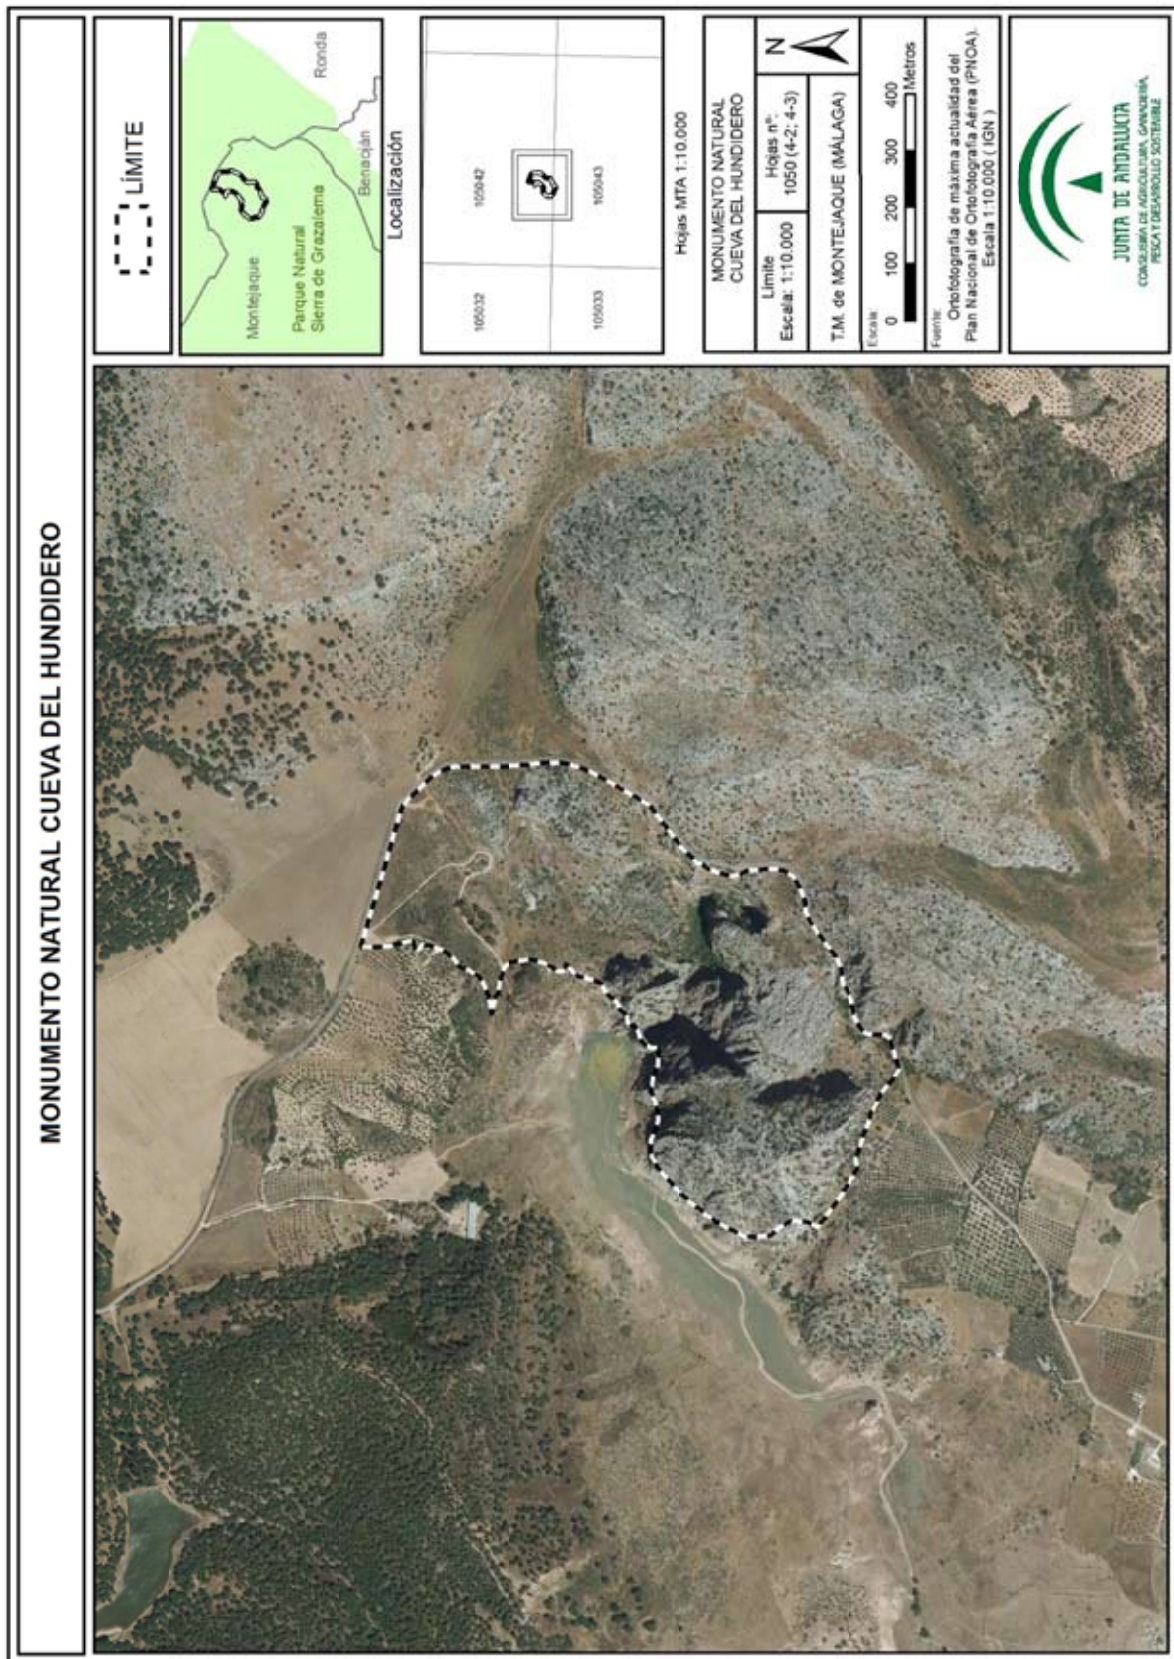 MONUMENTO NATURAL CUEVA DEL HUNDIDERO
LÍMITE
Montejaque
Ronda
Parque Natural
Sierra de Grazalema
Benaoján
Localización
105032
105042
105033
105043
Hojas MTA 1:10.000
MONUMENTO NATURAL
CUEVA DEL HUNDIDERO
Límite
Escala: 1:10.000
Hojas nº:
1050 (4-2; 4-3)
N
T.M. de MONTEJAQUE (MÁLAGA)
Escala:
0 100 200 300 400
Metros
Fuente:
Ortofotografía de máxima actualidad del
Plan Nacional de Ortofotografía Aérea (PNOA).
Escala 1:10.000 ( IGN )
JUNTA DE ANDALUCIA
CONSEJERÍA DE AGRICULTURA, GANADERÍA,
PESCA Y DESARROLLO SOSTENIBLE